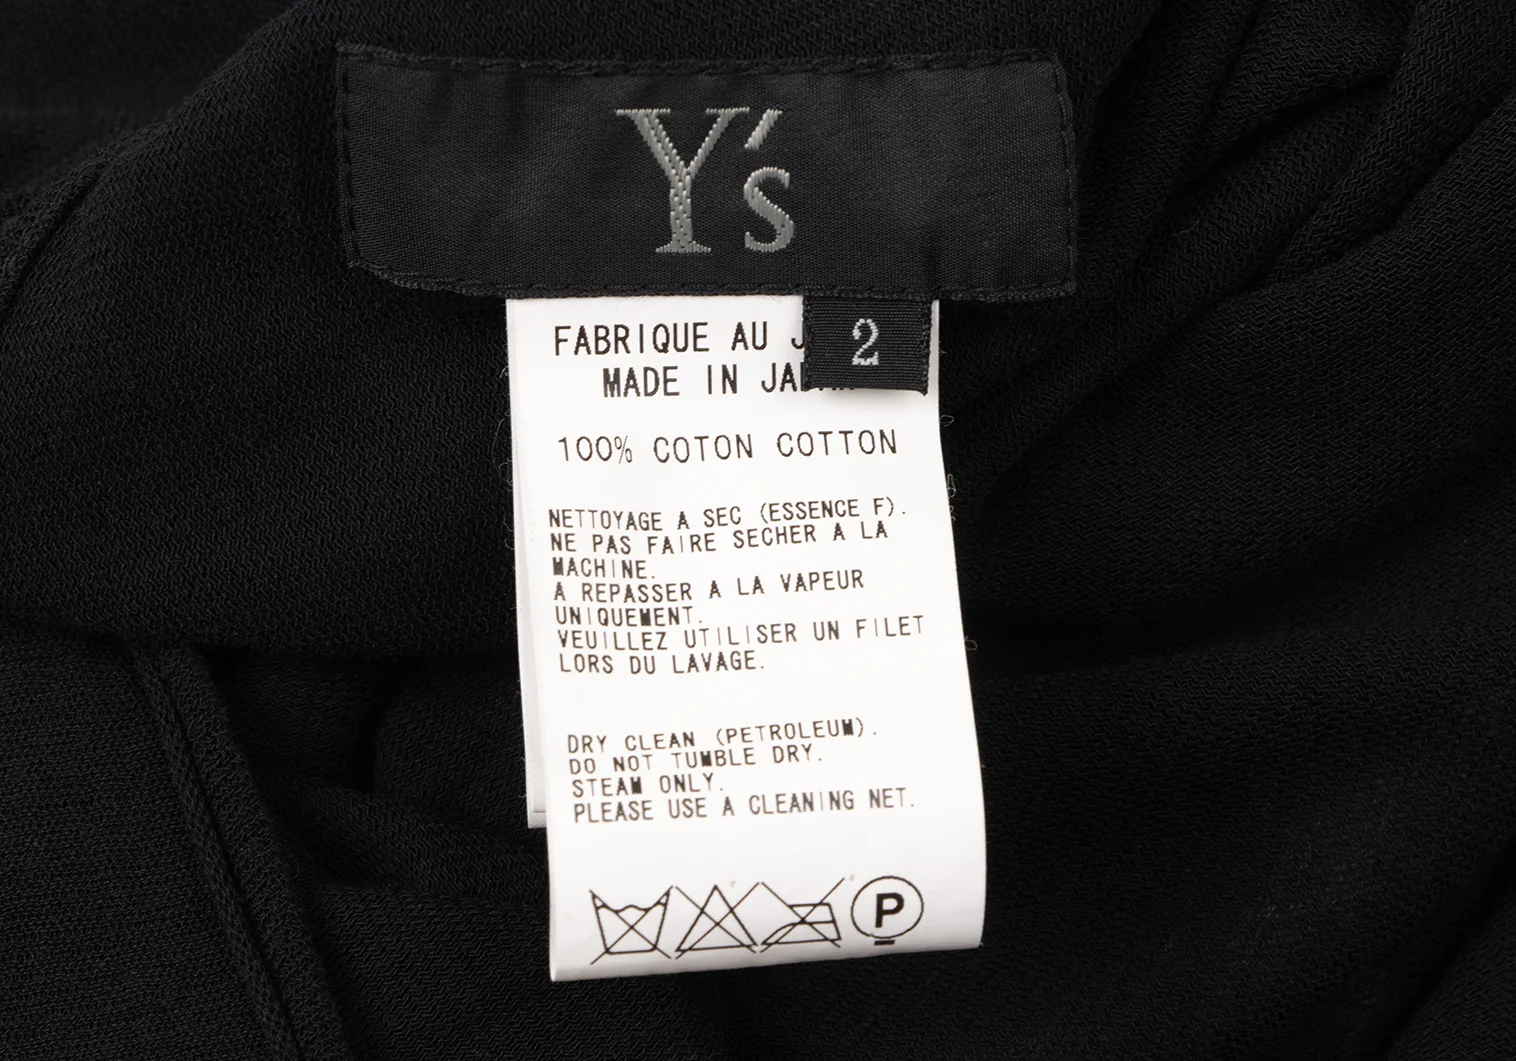 Y's
2
FABRIQUE AU
MADE IN
100% COTON COTTON
NETTOYAGE A SEC (ESSENCE F).
NE PAS FAIRE SECHER A LA
MACHINE.
A REPASSER A LA VAPEUR
UNIQUEMENT.
VEUILLEZ UTILISER UN FILET
LORS DU LAVAGE.
DRY CLEAN (PETROLEUM).
DO NOT TUMBLE DRY.
STEAM ONLY.
PLEASE USE A CLEANING NET.
P